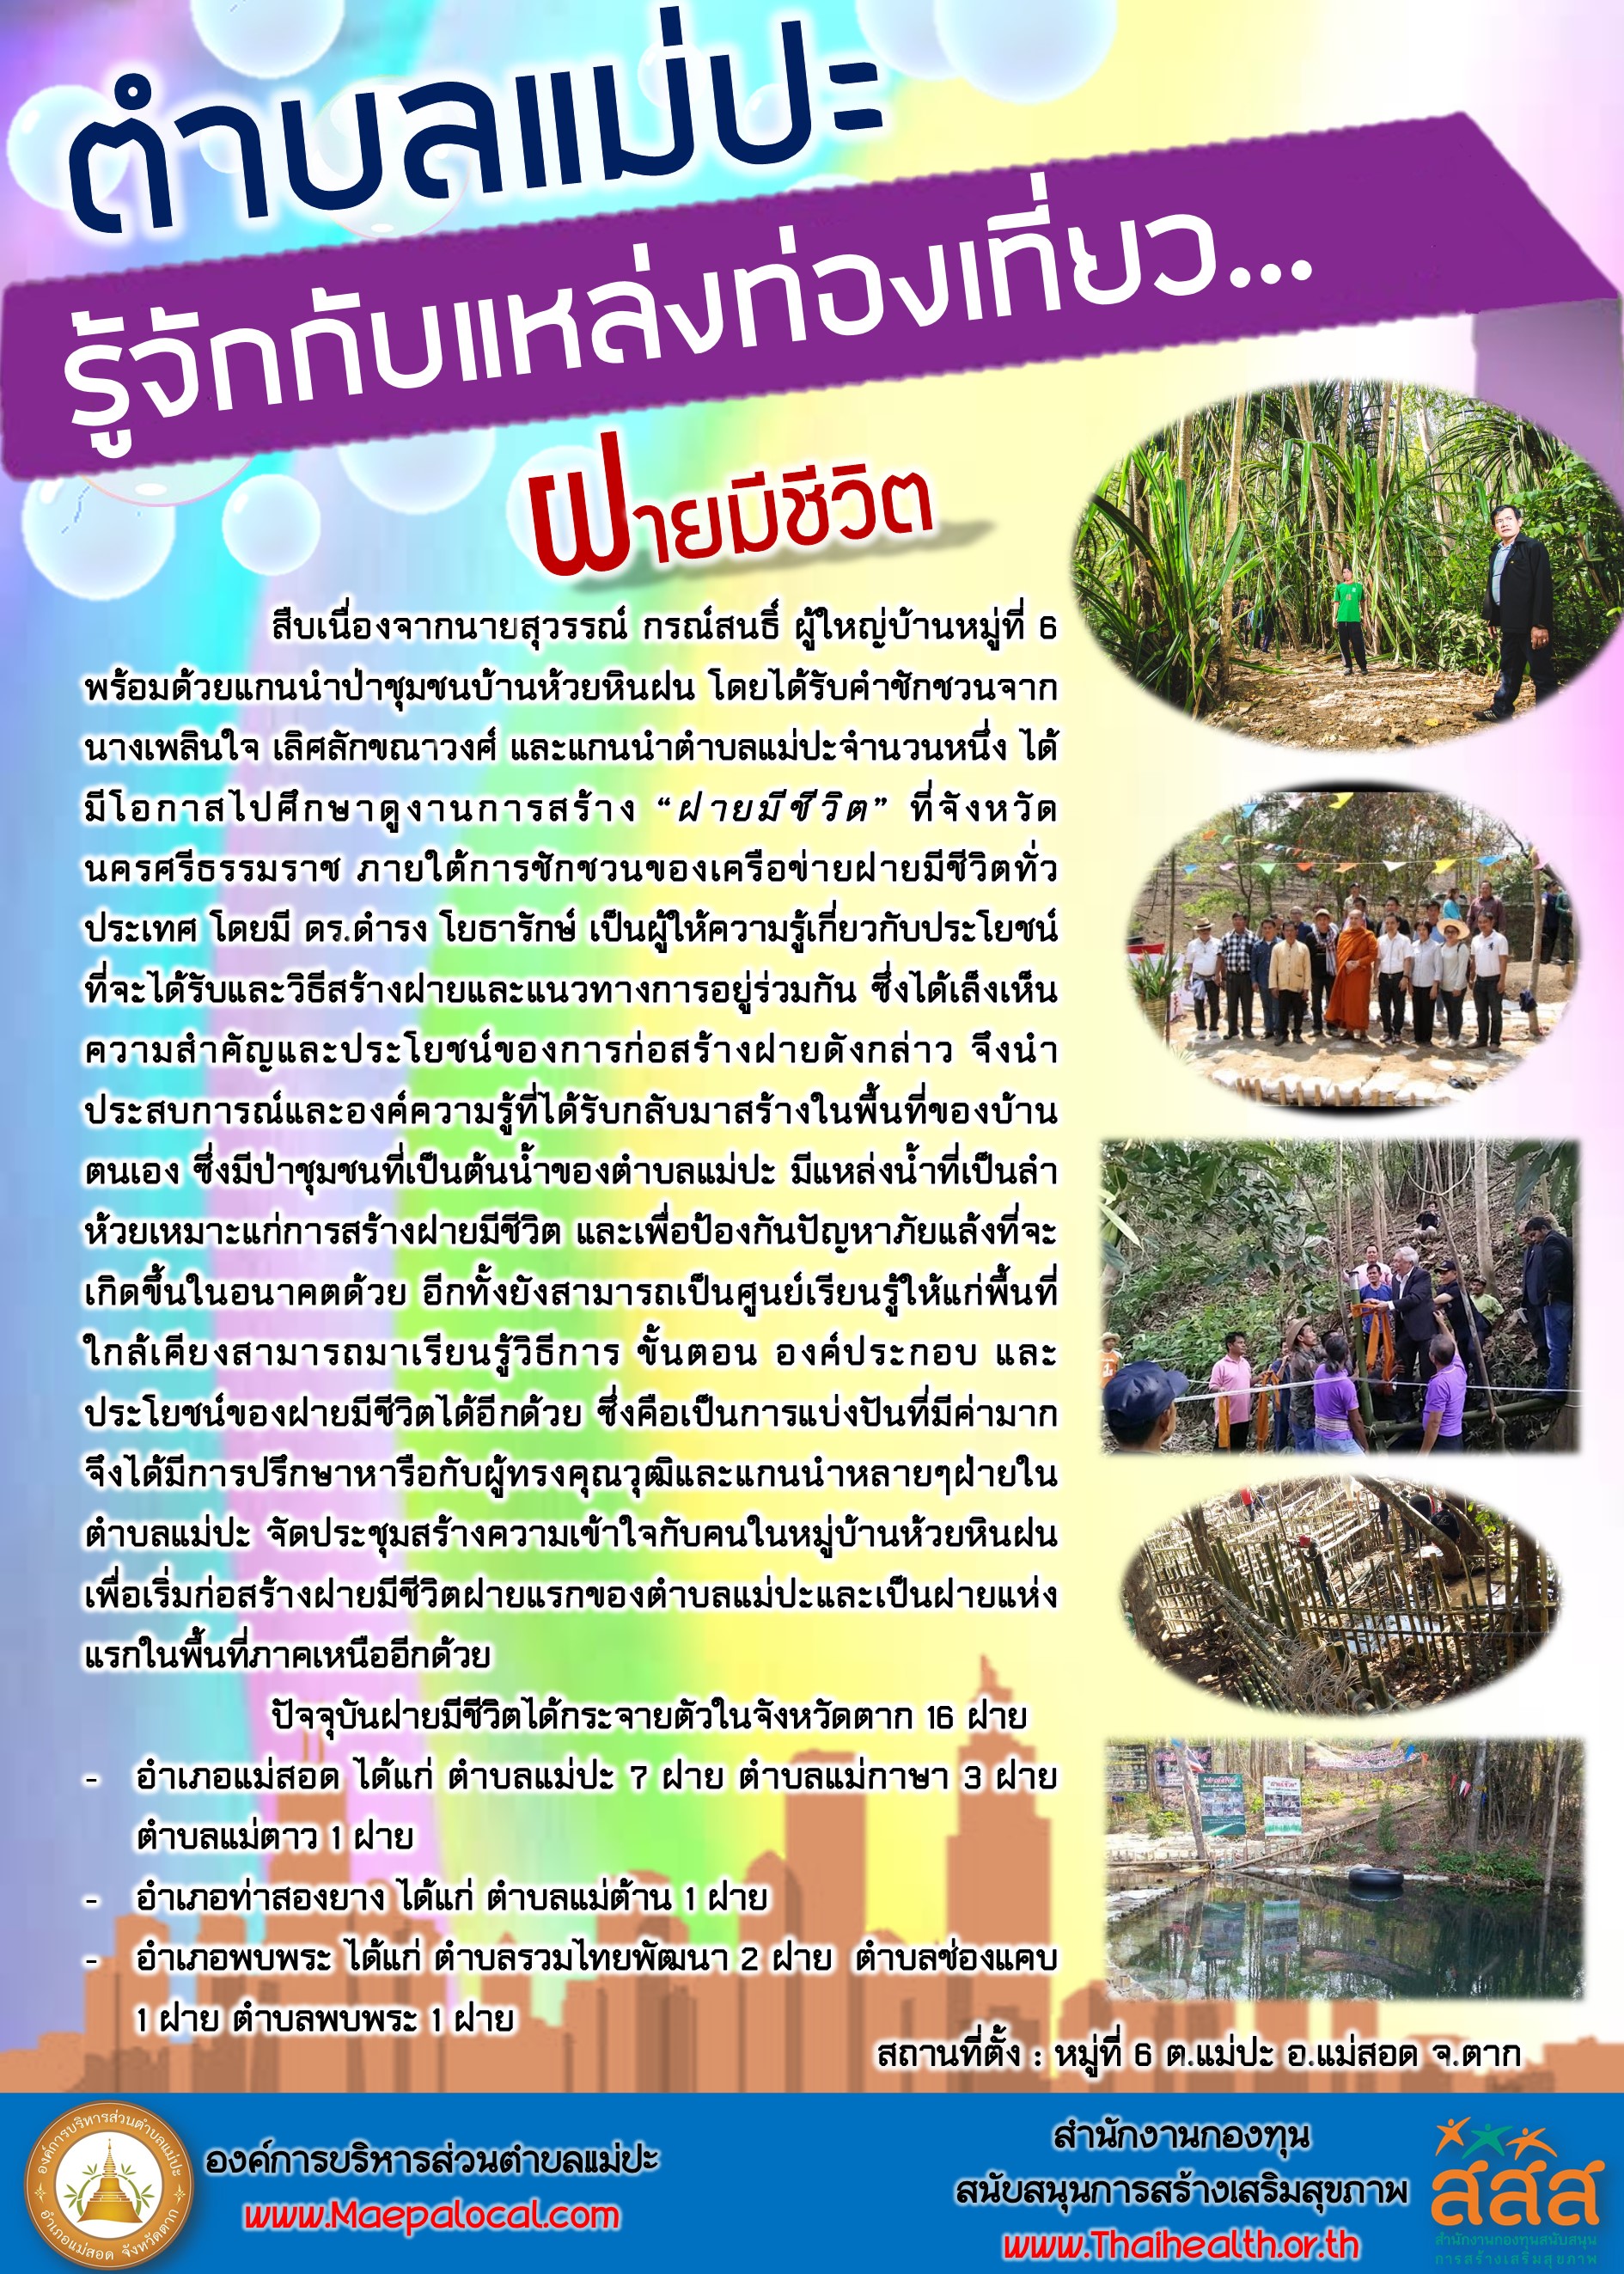 ตำบลแม่ปะ
รู้จักกับแหล่งท่องเที่ยว...
ฝายมีชีวิต
สืบเนื่องจากนายสุวรรณ์ กรณ์สนธิ์ ผู้ใหญ่บ้านหมู่ที่ 6
พร้อมด้วยแกนนำป่าชุมชนบ้านห้วยหินฝน โดยได้รับคำชักชวนจาก
นางเพลินใจ เลิศลักขณาวงศ์ และแกนนำตำบลแม่ปะจำนวนหนึ่ง ได้
มีโอกาสไปศึกษาดูงานการสร้าง “ฝายมีชีวิต” ที่จังหวัด
นครศรีธรรมราช ภายใต้การชักชวนของเครือข่ายฝายมีชีวิตทั่ว
ประเทศ โดยมี ดร.ดำรง โยธารักษ์ เป็นผู้ให้ความรู้เกี่ยวกับประโยชน์
ที่จะได้รับและวิธีสร้างฝายและแนวทางการอยู่ร่วมกัน ซึ่งได้เล็งเห็น
ความสำคัญและประโยชน์ของการก่อสร้างฝายดังกล่าว จึงนำ
ประสบการณ์และองค์ความรู้ที่ได้รับกลับมาสร้างในพื้นที่ของบ้าน
ตนเอง ซึ่งมีป่าชุมชนที่เป็นต้นน้ำของตำบลแม่ปะ มีแหล่งน้ำที่เป็นลำ
ห้วยเหมาะแก่การสร้างฝายมีชีวิต และเพื่อป้องกันปัญหาภัยแล้งที่จะ
เกิดขึ้นในอนาคตด้วย อีกทั้งยังสามารถเป็นศูนย์เรียนรู้ให้แก่พื้นที่
ใกล้เคียงสามารถมาเรียนรู้วิธีการ ขั้นตอน องค์ประกอบ และ
ประโยชน์ของฝายมีชีวิตได้อีกด้วย ซึ่งคือเป็นการแบ่งปันที่มีค่ามาก
จึงได้มีการปรึกษาหารือกับผู้ทรงคุณวุฒิและแกนนำหลายๆฝ่ายใน
ตำบลแม่ปะ จัดประชุมสร้างความเข้าใจกับคนในหมู่บ้านห้วยหินฝน
เพื่อเริ่มก่อสร้างฝายมีชีวิตฝายแรกของตำบลแม่ปะและเป็นฝายแห่ง
แรกในพื้นที่ภาคเหนืออีกด้วย
ปัจจุบันฝายมีชีวิตได้กระจายตัวในจังหวัดตาก 16 ฝาย
- อำเภอแม่สอด ได้แก่ ตำบลแม่ปะ 7 ฝาย ตำบลแม่กาษา 3 ฝาย
ตำบลแม่ตาว 1 ฝาย
- อำเภอท่าสองยาง ได้แก่ ตำบลแม่ต้าน 1 ฝาย
- อำเภอพบพระ ได้แก่ ตำบลรวมไทยพัฒนา 2 ฝาย ตำบลช่องแคบ
1 ฝาย ตำบลพบพระ 1 ฝาย
สถานที่ตั้ง : หมู่ที่ 6 ต.แม่ปะ อ.แม่สอด จ.ตาก
องค์การบริหารส่วนตำบลแม่ปะ
อำเภอแม่สอด จังหวัดตาก
องค์การบริหารส่วนตำบลแม่ปะ
www.Maepalocal.com
สำนักงานกองทุน
สนับสนุนการสร้างเสริมสุขภาพ
www.Thaihealth.or.th
สสส
สำนักงานกองทุนสนับสนุน
การสร้างเสริมสุขภาพ